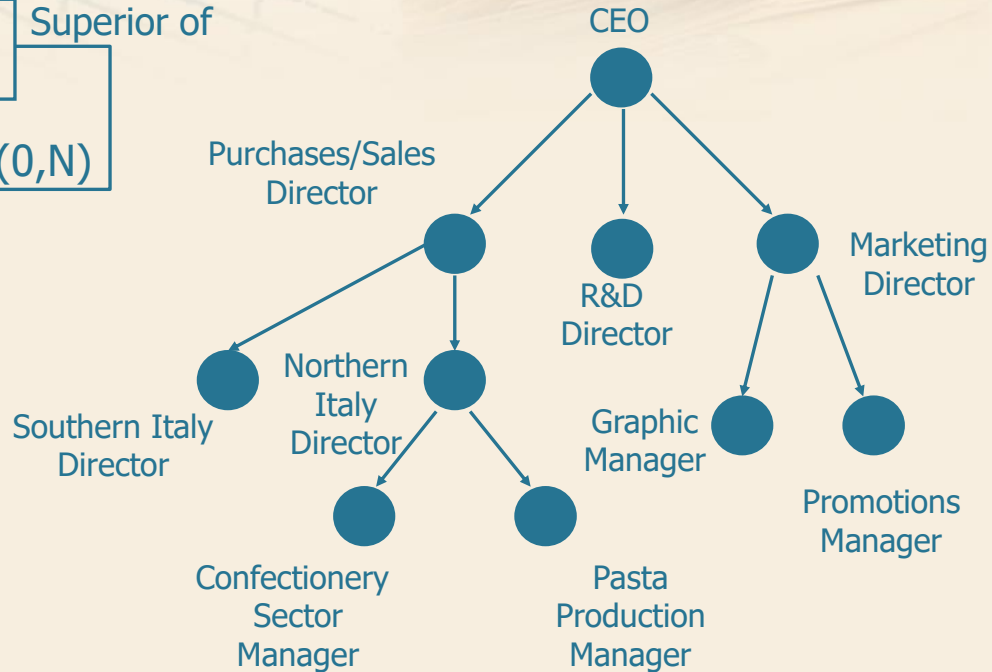 Superior of
(0,N)
CEO
Purchases/Sales
Director
R&D
Director
Marketing
Director
Southern Italy
Director
Northern
Italy
Director
Graphic
Manager
Promotions
Manager
Confectionery
Sector
Manager
Pasta
Production
Manager